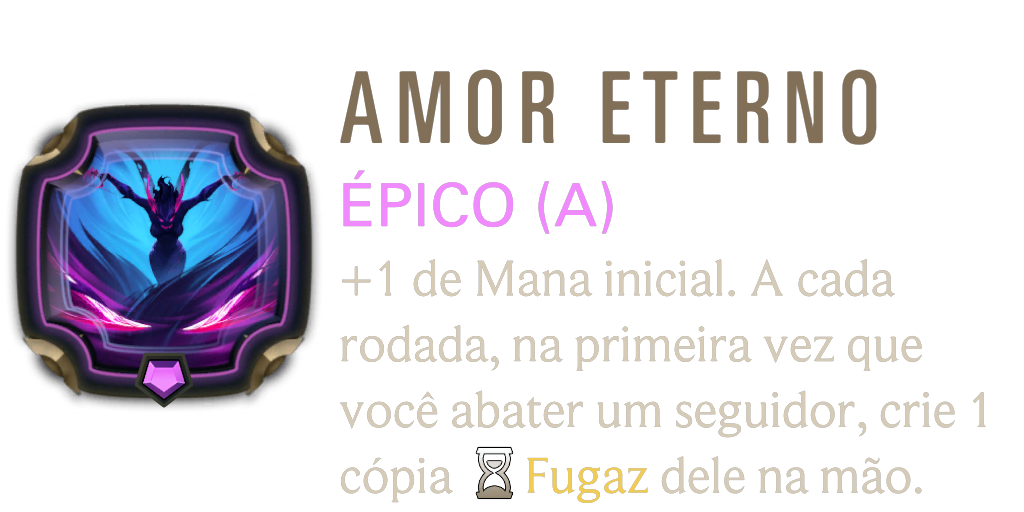 AMOR ETERNO
ÉPICO (A)
+1 de Mana inicial. A cada
rodada, na primeira vez que
você abater um seguidor, crie 1
cópia Fugaz dele na mão.